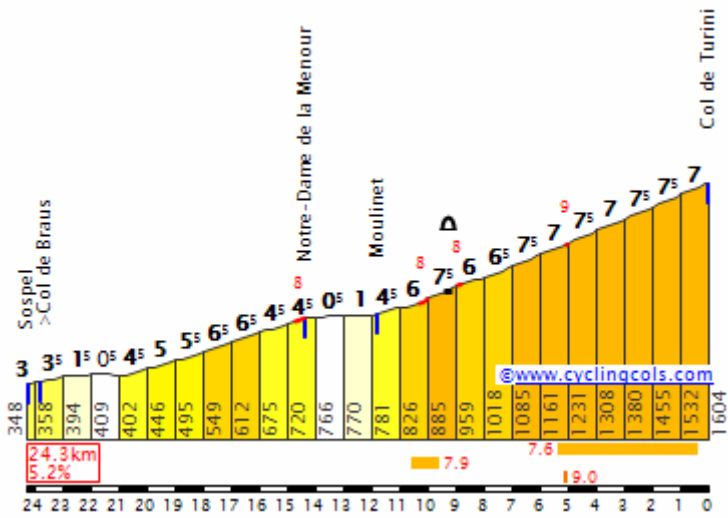 Col de Turini
Notre-Dame de la Menour
Moulinet
Sospel
>Col de Braus
3 3⁵ 1⁵ 0⁵ 4⁵ 5 5⁵ 6⁵ 6⁵ 4⁵ 4⁵ 0⁵ 1 4⁵ 6 7⁵ 6 6⁵ 7⁵ 7 7⁵ 7 7⁵ 7⁵ 7
8 8 8 9
©www.cyclingcols.com
348 358 394 409 402 446 495 549 612 675 720 766 770 781 826 885 959 1018 1085 1161 1231 1308 1380 1455 1532 1604
24.3km
5.2%
7.6
7.9
9.0
24 23 22 21 20 19 18 17 16 15 14 13 12 11 10 9 8 7 6 5 4 3 2 1 0